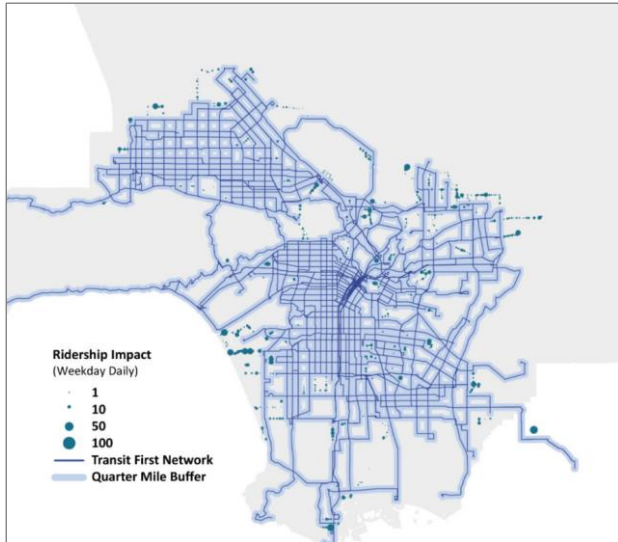 Ridership Impact
(Weekday Daily)
1
10
50
100
Transit First Network
Quarter Mile Buffer